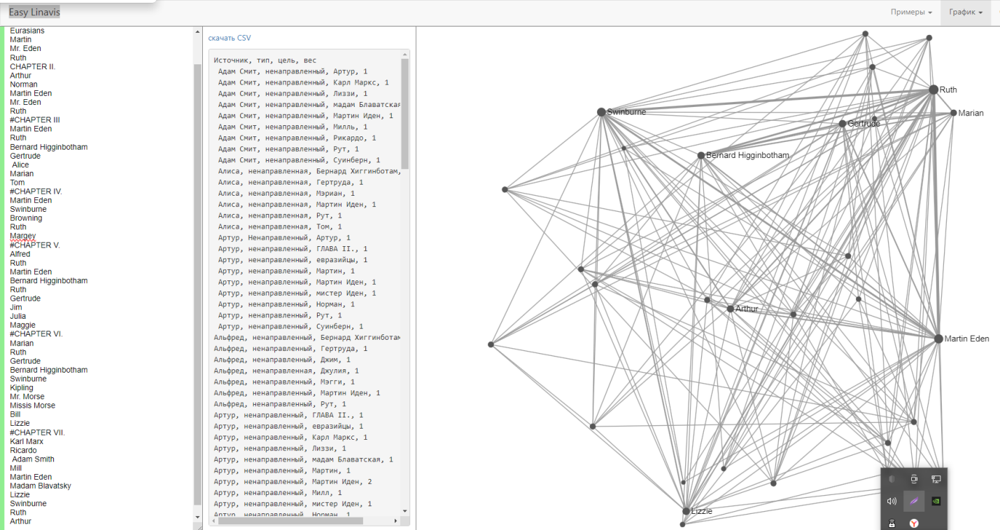 Easy Linavis
Примеры
График
Eurasians
Martin
Mr. Eden
Ruth
CHAPTER II.
Arthur
Norman
Martin Eden
Mr. Eden
Ruth
#CHAPTER III
Martin Eden
Ruth
Bernard Higginbotham
Gertrude
Alice
Marian
Tom
#CHAPTER IV.
Martin Eden
Swinburne
Browning
Ruth
Margey
#CHAPTER V.
Alfred
Ruth
Martin Eden
Bernard Higginbotham
Ruth
Gertrude
Jim
Julia
Maggie
#CHAPTER VI.
Marian
Ruth
Gertrude
Bernard Higginbotham
Swinburne
Kipling
Mr. Morse
Missis Morse
Bill
Lizzie
#CHAPTER VII.
Karl Marx
Ricardo
Adam Smith
Mill
Martin Eden
Madam Blavatsky
Lizzie
Swinburne
Ruth
Arthur
скачать CSV
Источник, тип, цель, вес
Адам Смит, ненаправленный, Артур, 1
Адам Смит, ненаправленный, Карл Маркс, 1
Адам Смит, ненаправленный, Лиззи, 1
Адам Смит, ненаправленный, мадам Блаватская
Адам Смит, ненаправленный, Мартин Иден, 1
Адам Смит, ненаправленный, Милль, 1
Адам Смит, ненаправленный, Рикардо, 1
Адам Смит, ненаправленный, Рут, 1
Адам Смит, ненаправленный, Суинберн, 1
Алиса, ненаправленная, Бернард Хиггинботам,
Алиса, ненаправленная, Гертруда, 1
Алиса, ненаправленная, Мэриан, 1
Алиса, ненаправленная, Мартин Иден, 1
Алиса, ненаправленная, Рут, 1
Алиса, ненаправленная, Том, 1
Артур, Ненаправленный, Артур, 1
Артур, ненаправленный, ГЛАВА II., 1
Артур, ненаправленный, евразийцы, 1
Артур, ненаправленный, Мартин, 1
Артур, ненаправленный, Мартин Иден, 1
Артур, ненаправленный, мистер Иден, 1
Артур, ненаправленный, Норман, 1
Артур, ненаправленный, Рут, 1
Артур, ненаправленный, Суинберн, 1
Альфред, ненаправленный, Бернард Хиггинботам
Альфред, ненаправленный, Гертруда, 1
Альфред, ненаправленный, Джим, 1
Альфред, ненаправленная, Джулия, 1
Альфред, ненаправленный, Мэгги, 1
Альфред, ненаправленный, Мартин Иден, 1
Альфред, ненаправленный, Рут, 1
Артур, ненаправленный, ГЛАВА II., 1
Артур, ненаправленный, евразийцы, 1
Артур, ненаправленный, Карл Маркс, 1
Артур, ненаправленный, Лиззи, 1
Артур, ненаправленный, мадам Блаватская, 1
Артур, ненаправленный, Мартин, 1
Артур, ненаправленный, Мартин Иден, 2
Артур, ненаправленный, Милл, 1
Артур, ненаправленный, мистер Иден, 1
Артур, ненаправленный, Норман, 1
Ruth
Swinburne
Marian
Gertrude
Bernard Higginbotham
Arthur
Martin Eden
Lizzie